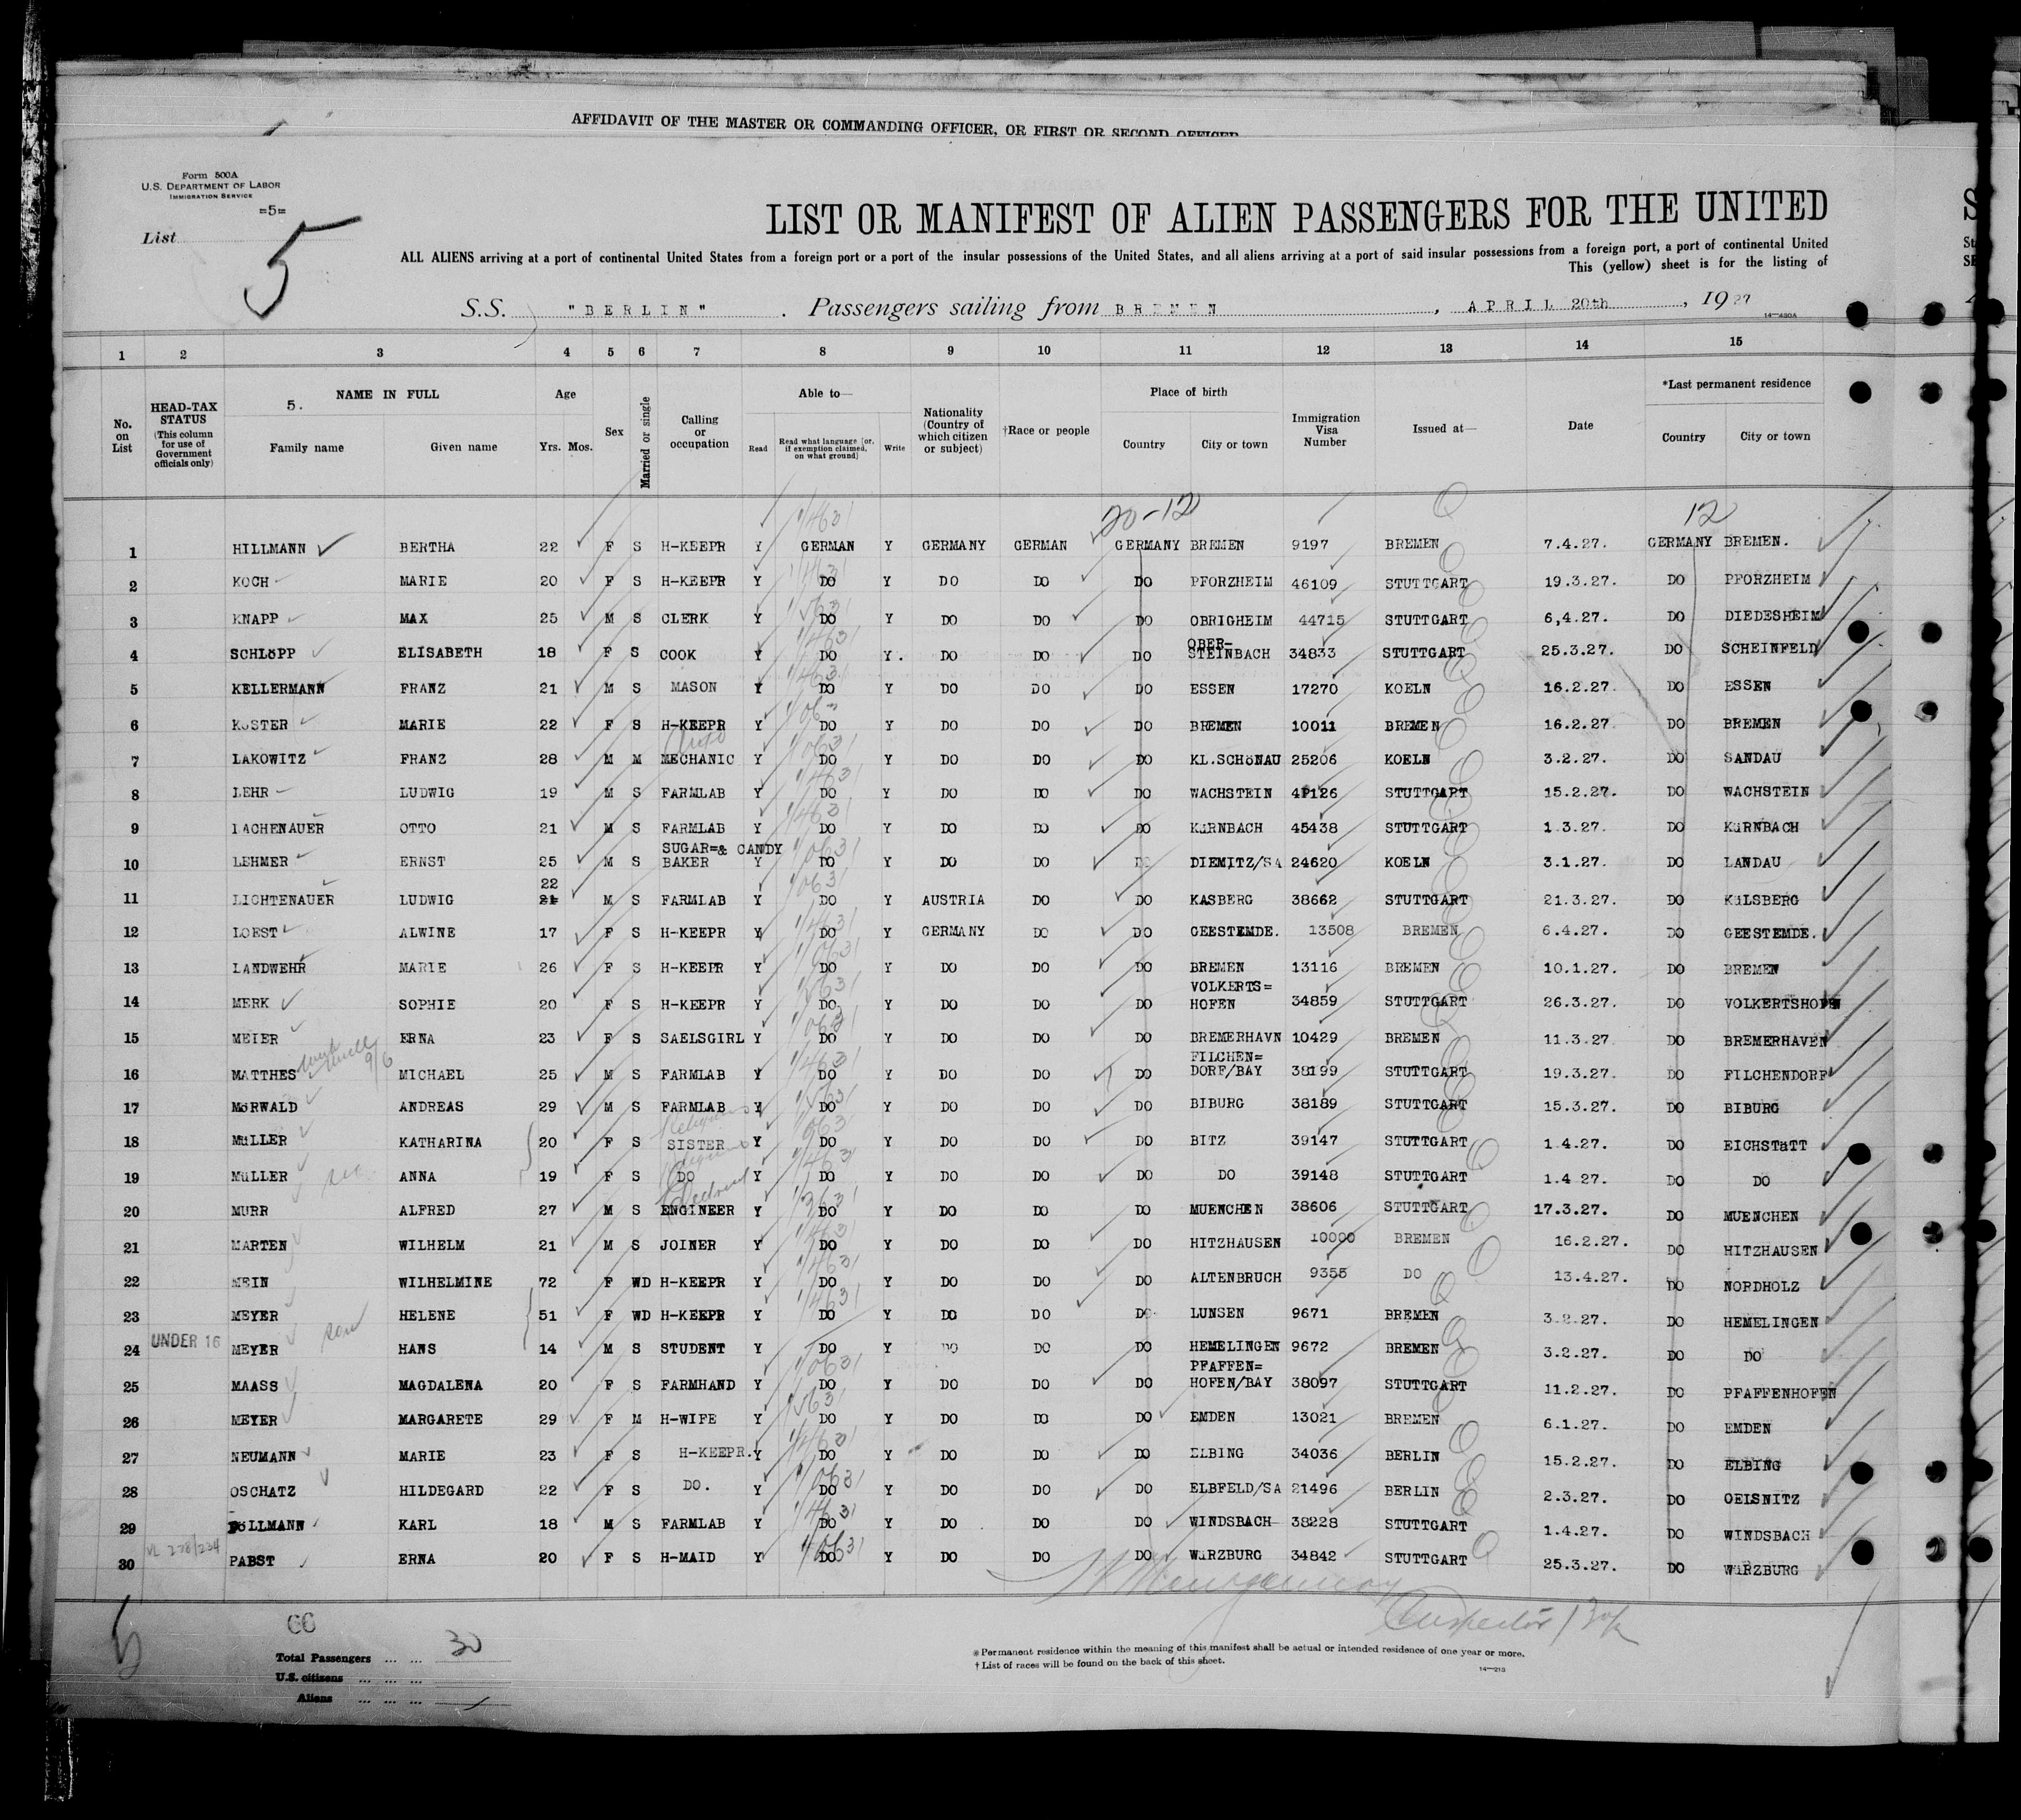 AFFIDAVIT OF THE MASTER OR COMMANDING OFFICER, OR FIRST OR SECOND OFFICER
Form 500A
U.S. DEPARTMENT OF LABOR
IMMIGRATION SERVICE
=5=
List 5
LIST OR MANIFEST OF ALIEN PASSENGERS FOR THE UNITED
ALL ALIENS arriving at a port of continental United States from a foreign port or a port of the insular possessions of the United States, and all aliens arriving at a port of said insular possessions from a foreign port, a port of continental United
This (yellow) sheet is for the listing of
S.S. "BERLIN". Passengers sailing from BREMEN, APRIL 20th, 1927
14—430A
1 2 3 4 5 6 7 8 9 10 11 12 13 14 15
No. on List
HEAD-TAX STATUS (This column for use of Government officials only)
NAME IN FULL
5.
Family name Given name
Age
Yrs. Mos.
Sex
Married or single
Calling or occupation
Able to—
Read
Read what language [or, if exemption claimed, on what ground]
Write
Nationality (Country of which citizen or subject)
†Race or people
Place of birth
Country City or town
Immigration Visa Number
Issued at—
Date
*Last permanent residence
Country City or town
20-12 12
1 HILLMANN BERTHA 22 F S H-KEEPR Y GERMAN Y GERMANY GERMAN GERMANY BREMEN 9197 BREMEN 7.4.27. GERMANY BREMEN.
2 KOCH MARIE 20 F S H-KEEPR Y DO Y DO DO DO PFORZHEIM 46109 STUTTGART 19.3.27. DO PFORZHEIM
3 KNAPP MAX 25 M S CLERK Y DO Y DO DO DO OBRIGHEIM 44715 STUTTGART 6,4.27. DO DIEDESHEIM
4 SCHLöPP ELISABETH 18 F S COOK Y DO Y. DO DO DO OBER=STEINBACH 34833 STUTTGART 25.3.27. DO SCHEINFELD
5 KELLERMANN FRANZ 21 M S MASON Y DO Y DO DO DO ESSEN 17270 KOELN 16.2.27. DO ESSEN
6 KöSTER MARIE 22 F S H-KEEPR Y DO Y DO DO DO BREMEN 10011 BREMEN 16.2.27. DO BREMEN
7 LAKOWITZ FRANZ 28 M M Auto MECHANIC Y DO Y DO DO DO KL.SCHöNAU 25206 KOELN 3.2.27. DO SANDAU
8 LEHR LUDWIG 19 M S FARMLAB Y DO Y DO DO DO WACHSTEIN STUTTGART 15.2.27. DO WACHSTEIN
9 LACHENAUER OTTO 21 M S FARMLAB Y DO Y DO DO DO KüRNBACH 45438 STUTTGART 1.3.27. DO KüRNBACH
10 LEHMER ERNST 25 M S SUGAR=& CANDY BAKER Y DO Y DO DO DO DIEMITZ/SA 24620 KOELN 3.1.27. DO LANDAU
11 LICHTENAUER LUDWIG 22 21 M S FARMLAB Y DO Y AUSTRIA DO DO KASBERG 38662 STUTTGART 21.3.27. DO KüLSBERG
12 LOEST ALWINE 17 F S H-KEEPR Y DO Y GERMANY DO DO GEESTEMDE. 13508 BREMEN 6.4.27. DO GEESTEMDE.
13 LANDWEHR MARIE 26 F S H-KEEPR Y DO Y DO DO DO BREMEN 13116 BREMEN 10.1.27. DO BREMEN
14 MERK SOPHIE 20 F S H-KEEPR Y DO Y DO DO DO VOLKERTS=HOFEN 34859 STUTTGART 26.3.27. DO VOLKERTSHOFEN
15 MEIER ERNA 23 F S SAELSGIRL Y DO Y DO DO DO BREMERHAVN 10429 BREMEN 11.3.27. DO BREMERHAVEN
16 MATTHES MICHAEL 25 M S FARMLAB Y DO Y DO DO DO FILCHEN=DORF/BAY 38199 STUTTGART 19.3.27. DO FILCHENDORF
17 MöRWALD ANDREAS 29 M S FARMLAB Y DO Y DO DO DO BIBURG 38189 STUTTGART 15.3.27. DO BIBURG
18 MüLLER KATHARINA 20 F S Religious SISTER Y DO Y DO DO DO BITZ 39147 STUTTGART 1.4.27. DO EICHSTäTT
19 MüLLER ANNA 19 F S DO Y DO Y DO DO DO DO 39148 STUTTGART 1.4.27. DO DO
20 MURR ALFRED 27 M S ENGINEER Y DO Y DO DO DO MUENCHEN 38606 STUTTGART 17.3.27. DO MUENCHEN
21 MARTEN WILHELM 21 M S JOINER Y DO Y DO DO DO HITZHAUSEN 10000 BREMEN 16.2.27. DO HITZHAUSEN
22 MEIN WILHELMINE 72 F WD H-KEEPR Y DO Y DO DO DO ALTENBRUCH 9355 DO 13.4.27. DO NORDHOLZ
23 MEYER HELENE 51 F WD H-KEEPR Y DO Y DO DO DO LUNSEN 9671 BREMEN 3.2.27. DO HEMELINGEN
24 UNDER 16 MEYER son HANS 14 M S STUDENT Y DO Y DO DO DO HEMELINGEN 9672 BREMEN 3.2.27. DO DO
25 MAASS MAGDALENA 20 F S FARMHAND Y DO Y DO DO DO PFAFFEN=HOFEN/BAY 38097 STUTTGART 11.2.27. DO PFAFFENHOFEN
26 MEYER MARGARETE 29 F M H-WIFE Y DO Y DO DO DO EMDEN 13021 BREMEN 6.1.27. DO EMDEN
27 NEUMANN MARIE 23 F S H-KEEPR. Y DO Y DO DO DO ELBING 34036 BERLIN 15.2.27. DO ELBING
28 OSCHATZ HILDEGARD 22 F S DO. Y DO Y DO DO DO ELBFELD/SA 21496 BERLIN 2.3.27. DO OELSNITZ
29 PöLLMANN KARL 18 M S FARMLAB Y DO Y DO DO DO WINDSBACH 38228 STUTTGART 1.4.27. DO WINDSBACH
30 PABST ERNA 20 F S H-MAID Y DO Y DO DO DO WüRZBURG 34842 STUTTGART 25.3.27. DO WüRZBURG
Inspector
Total Passengers ... ... 30
U.S. citizens ... ... ...
Aliens ... ... ...
*Permanent residence within the meaning of this manifest shall be actual or intended residence of one year or more.
†List of races will be found on the back of this sheet.
14—213